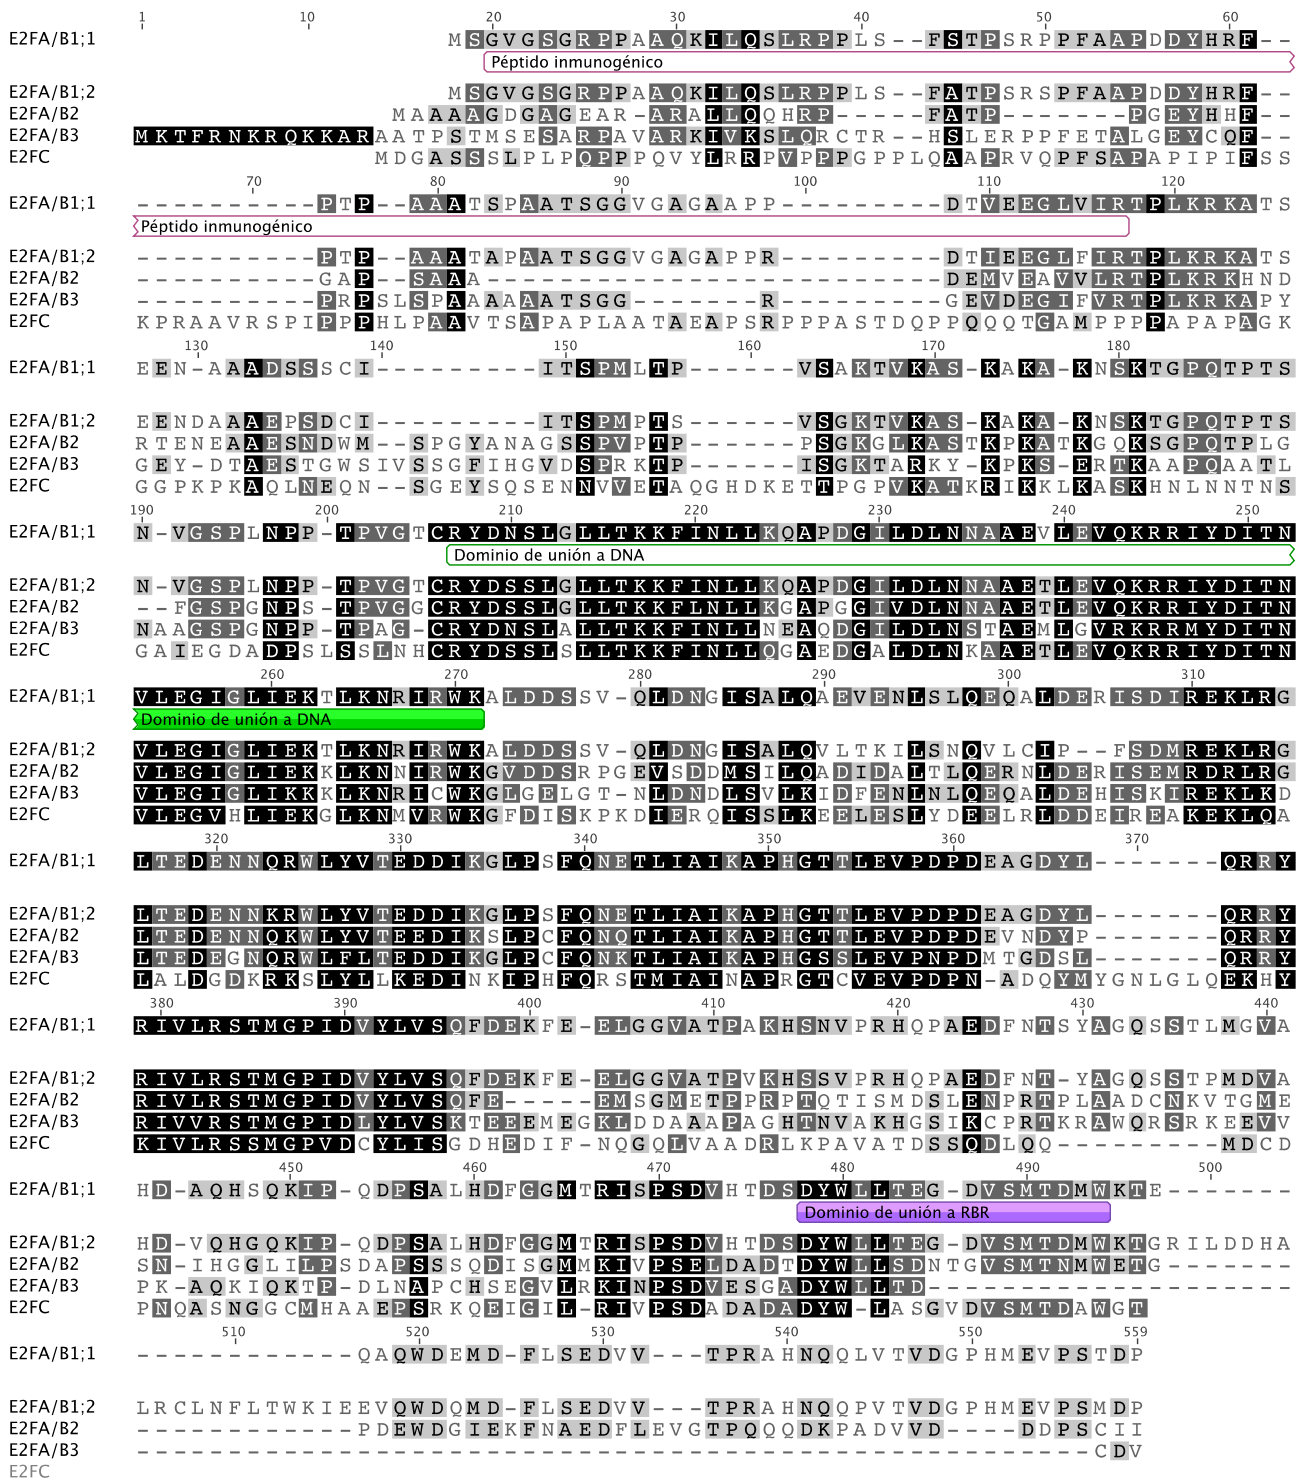 1 10 20 30 40 50 60
E2FA/B1;1 MSGVGSGRPPAAQKILQSLRPPLS--FSTPSRPPFAAPDDYHRF--
Péptido inmunogénico
E2FA/B1;2 MSGVGSGRPPAAQKILQSLRPPLS--FATPSRSPFAAPDDYHRF--
E2FA/B2 MAAAAGDGAGEAR-ARALLQQHRP-----FATP------PGEYHHF--
E2FA/B3 MKTFRNKRQKKARAATPSTMSESARPAVARKIVKSLQRCTR--HSLERPPFETALGEYCQF--
E2FC MDGASSSLPLPQPPPQVYLRRPVPPPGPPLQAAPRVQPFSAPAPIPIFSS
70 80 90 100 110 120
E2FA/B1;1 ----------PTP--AAATSPAATSGGVGAGAAPP---------DTVEEGLVIRTPLKRKATS
Péptido inmunogénico
E2FA/B1;2 ----------PTP--AAATAPAATSGGVGAGAPPR---------DTIEEGLFIRTPLKRKATS
E2FA/B2 ----------GAP--SAAA-------------------------DEMVEAVVLRTPLKRKHND
E2FA/B3 ----------PRPSLSPAAAAAATSGG-------R---------GEVDEGIFVRTPLKRKAPY
E2FC KPRAAVRSPIPPPHLPAAVTSAPAPLAATAEAPSRPPPASTDQPPQQQTGAMPPPPAPAPAGK
130 140 150 160 170 180
E2FA/B1;1 EEN-AAADSSSCI---------ITSPMLTP------VSAKTVKAS-KAKA-KNSKTGPQTPTS
E2FA/B1;2 EENDAAAEPSDCI---------ITSPMPTS------VSGKTVKAS-KAKA-KNSKTGPQTPTS
E2FA/B2 RTENEAAESNDWM--SPGYANAGSSPVPTP------PSGKGLKASTKPKATKGQKSGPQTPLG
E2FA/B3 GEY-DTAESTGWSIVSSGFIHGVDSPRKTP------ISGKTARKY-KPKS-ERTKAAPQAATL
E2FC GGPKPKAQLNEQN--SGEYSQSENNVVETAQGHDKETTPGPVKATKRIKKLKASKHNLNNTNS
190 200 210 220 230 240 250
E2FA/B1;1 N-VGSPLNPP-TPVGTCRYDNSLGLLTKKFINLLKQAPDGILDLNNAAEVLEVQKRRIYDITN
Dominio de unión a DNA
E2FA/B1;2 N-VGSPLNPP-TPVGTCRYDSSLGLLTKKFINLLKQAPDGILDLNNAAETLEVQKRRIYDITN
E2FA/B2 --FGSPGNPS-TPVGGCRYDSSLGLLTKKFLNLLKGAPGGIVDLNNAAETLEVQKRRIYDITN
E2FA/B3 NAAGSPGNPP-TPAG-CRYDNSLALLTKKFINLLNEAQDGILDLNSTAEMLGVRKRRMYDITN
E2FC GAIEGDADPSLSSLNHCRYDSSLSLLTKKFINLLQGAEDGALDLNKAAETLEVQKRRIYDITN
260 270 280 290 300 310
E2FA/B1;1 VLEGIGLIEKTLKNRIRWKALDDSSV-QLDNGISALQAEVENLSLQEQALDERISDIREKLRG
Dominio de unión a DNA
E2FA/B1;2 VLEGIGLIEKTLKNRIRWKALDDSSV-QLDNGISALQVLTKILSNQVLCIP--FSDMREKLRG
E2FA/B2 VLEGIGLIEKKLKNNIRWKGVDDSRPGEVSDDMSILQADIDALTLQERNLDERISEMRDRLRG
E2FA/B3 VLEGIGLIKKKLKNRICWKGLGELGT-NLDNDLSVLKIDFENLNLQEQALDEHISKIREKLKD
E2FC VLEGVHLIEKGLKNMVRWKGFDISKPKDIERQISSLKEELESLYDEELRLDDEIREAKEKLQA
320 330 340 350 360 370
E2FA/B1;1 LTEDENNQRWLYVTEDDIKGLPSFQNETLIAIKAPHGTTLEVPDPDEAGDYL-------QRRY
E2FA/B1;2 LTEDENNKRWLYVTEDDIKGLPSFQNETLIAIKAPHGTTLEVPDPDEAGDYL-------QRRY
E2FA/B2 LTEDENNQKWLYVTEEDIKSLPCFQNQTLIAIKAPHGTTLEVPDPDEVNDYP-------QRRY
E2FA/B3 LTEDEGNQRWLFLTEDDIKGLPCFQNKTLIAIKAPHGSSLEVPNPDMTGDSL-------QRRY
E2FC LALDGDKRKSLYLLKEDINKIPHFQRSTMIAINAPRGTCVEVPDPN-ADQYMYGNLGLQEKHY
380 390 400 410 420 430 440
E2FA/B1;1 RIVLRSTMGPIDVYLVSQFDEKFE-ELGGVATPAKHSNVPRHQPAEDFNTSYAGQSSTLMGVA
E2FA/B1;2 RIVLRSTMGPIDVYLVSQFDEKFE-ELGGVATPVKHSSVPRHQPAEDFNT-YAGQSSTPMDVA
E2FA/B2 RIVLRSTMGPIDVYLVSQFE-----EMSGMETPPRPTQTISMDSLENPRTPLAADCNKVTGME
E2FA/B3 RIVVRSTMGPIDLYLVSKTEEEMEGKLDDAAAPAGHTNVAKHGSIKCPRTKRAWQRSRKEEVV
E2FC KIVLRSSMGPVDCYLISGDHEDIF-NQGQLVAADRLKPAVATDSSQDLQQ---------MDCD
450 460 470 480 490 500
E2FA/B1;1 HD-AQHSQKIP-QDPSALHDFGGMTRISPSDVHTDSDYWLLTEG-DVSMTDMWKTE-------
Dominio de unión a RBR
E2FA/B1;2 HD-VQHGQKIP-QDPSALHDFGGMTRISPSDVHTDSDYWLLTEG-DVSMTDMWKTGRILDDHA
E2FA/B2 SN-IHGGLILPSDAPSSSQDISGMMKIVPSELDADTDYWLLSDNTGVSMTNMWETG-------
E2FA/B3 PK-AQKIQKTP-DLNAPCHSEGVLRKINPSDVESGADYWLLTD--------------------
E2FC PNQASNGGCMHAAEPSRKQEIGIL-RIVPSDADADADYW-LASGVDVSMTDAWGT
510 520 530 540 550 559
E2FA/B1;1 ------------QAQWDEMD-FLSEDVV---TPRAHNQQLVTVDGPHMEVPSTDP
E2FA/B1;2 LRCLNFLTWKIEEVQWDQMD-FLSEDVV---TPRAHNQQPVTVDGPHMEVPSMDP
E2FA/B2 ------------PDEWDGIEKFNAEDFLEVGTPQQQDKPADVVD----DDPSCII
E2FA/B3 ----------------------------------------------------CDV
E2FC